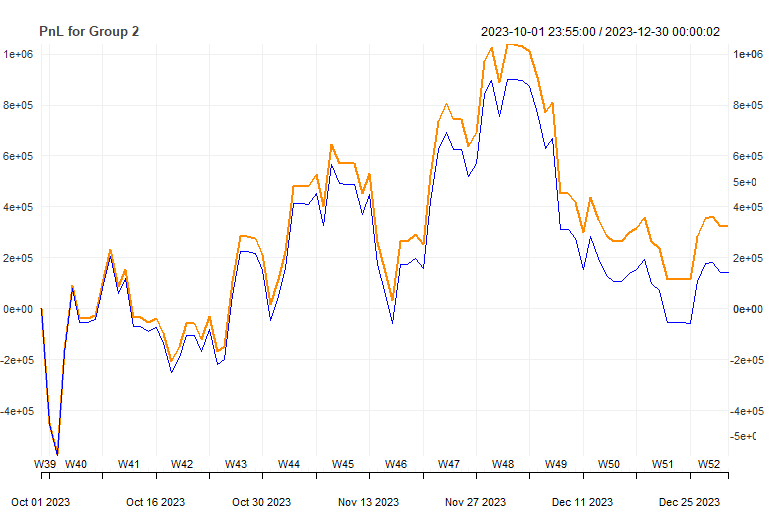 PnL for Group 2 2023-10-01 23:55:00 / 2023-12-30 00:00:02
1e+06 1e+06
8e+05 8e+05
6e+05 6e+05
5e+0
4e+05 4e+05
2e+05 2e+05
0e+00 0e+00
-2e+05 -2e+05
-4e+05 -4e+05
-5e+0
W39 W40 W41 W42 W43 W44 W45 W46 W47 W48 W49 W50 W51 W52
Oct 01 2023 Oct 16 2023 Oct 30 2023 Nov 13 2023 Nov 27 2023 Dec 11 2023 Dec 25 2023